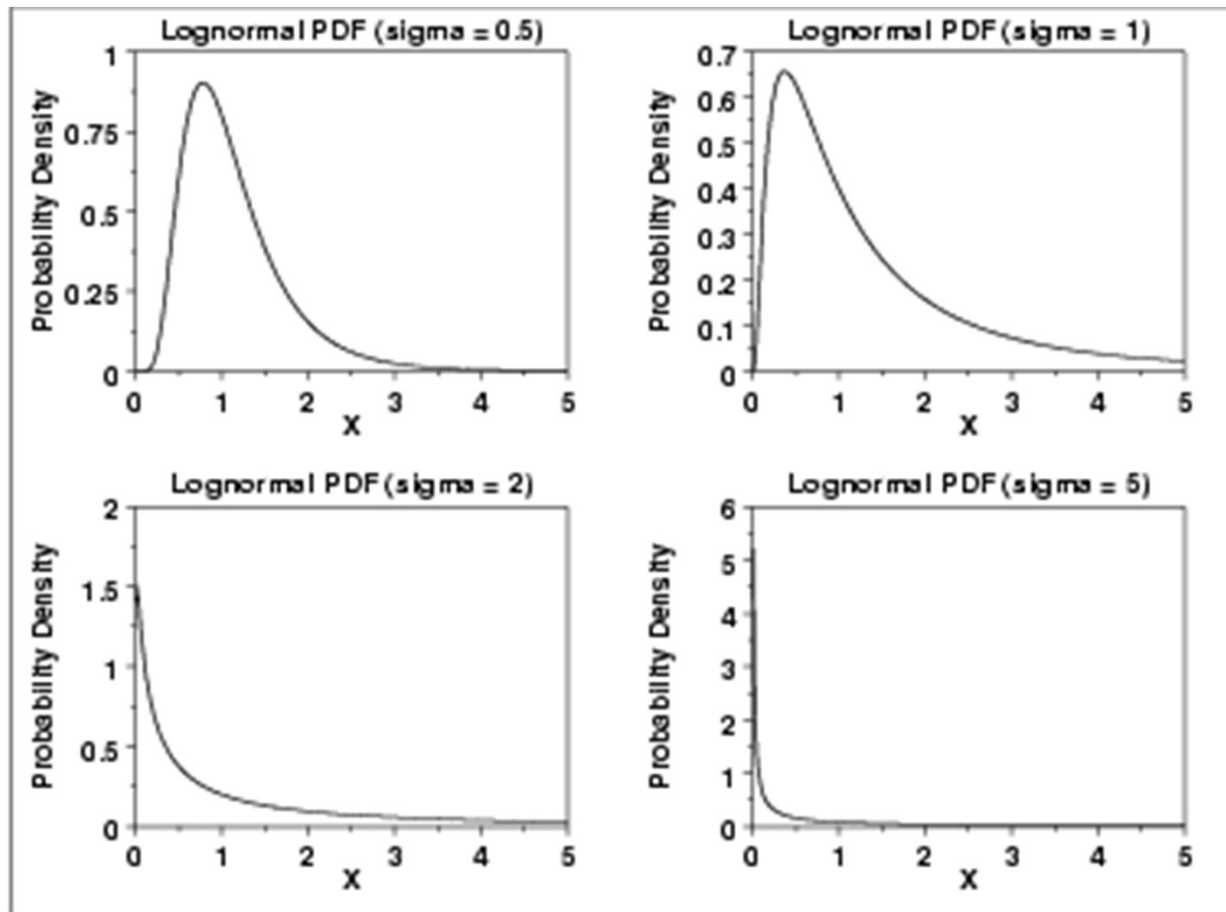 Lognormal PDF (sigma = 0.5)
Probability Density
1
0.75
0.5
0.25
0
0 1 2 3 4 5
X
Lognormal PDF (sigma = 1)
Probability Density
0.7
0.6
0.5
0.4
0.3
0.2
0.1
0
0 1 2 3 4 5
X
Lognormal PDF (sigma = 2)
Probability Density
2
1.5
1
0.5
0
0 1 2 3 4 5
X
Lognormal PDF (sigma = 5)
Probability Density
6
5
4
3
2
1
0
0 1 2 3 4 5
X